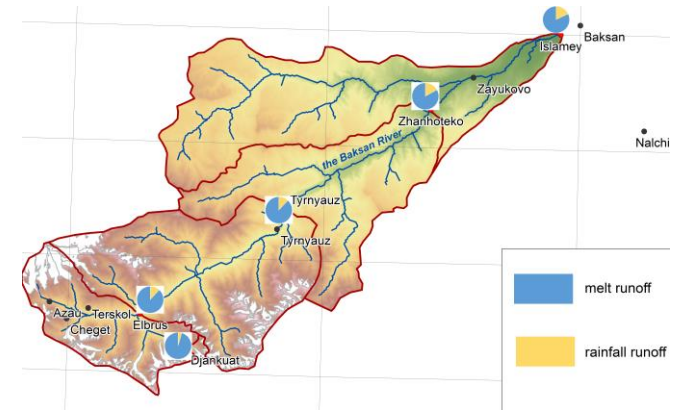 Baksan
Islamey
Zayukovo
Zhanhoteko
Nalchi
the Baksan River
Tyrnyauz
Tyrnyauz
melt runoff
Azau
Terskol
Elbrus
Cheget
Djankuat
rainfall runoff